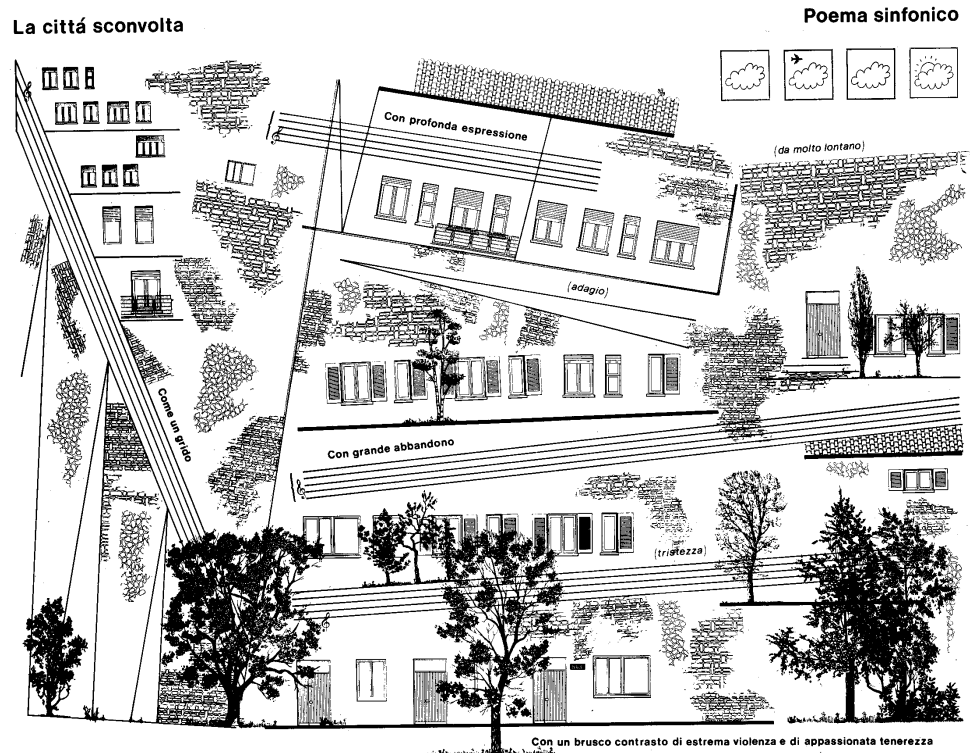 La cittá sconvolta
Poema sinfonico
Con profonda espressione
(da molto lontano)
(adagio)
Come un grido
Con grande abbandono
(tristezza)
Con un brusco contrasto di estrema violenza e di appassionata tenerezza